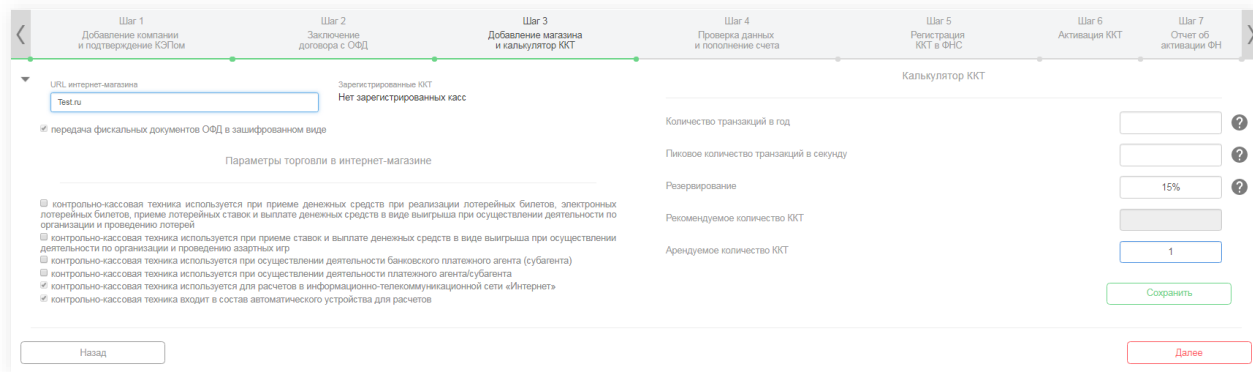 Шаг 1
Добавление компании
и подтверждение КЭПом
Шаг 2
Заключение
договора с ОФД
Шаг 3
Добавление магазина
и калькулятор ККТ
Шаг 4
Проверка данных
и пополнение счета
Шаг 5
Регистрация
ККТ в ФНС
Шаг 6
Активация ККТ
Шаг 7
Отчет об
активации ФН
URL интернет-магазина
Test.ru
Зарегистрированные ККТ
Нет зарегистрированных касс
передача фискальных документов ОФД в зашифрованном виде
Параметры торговли в интернет-магазине
контрольно-кассовая техника используется при приеме денежных средств при реализации лотерейных билетов, электронных
лотерейных билетов, приеме лотерейных ставок и выплате денежных средств в виде выигрыша при осуществлении деятельности по
организации и проведению лотерей
контрольно-кассовая техника используется при приеме ставок и выплате денежных средств в виде выигрыша при осуществлении
деятельности по организации и проведению азартных игр
контрольно-кассовая техника используется при осуществлении деятельности банковского платежного агента (субагента)
контрольно-кассовая техника используется при осуществлении деятельности платежного агента/субагента
контрольно-кассовая техника используется для расчетов в информационно-телекоммуникационной сети «Интернет»
контрольно-кассовая техника входит в состав автоматического устройства для расчетов
Калькулятор ККТ
Количество транзакций в год
?
Пиковое количество транзакций в секунду
?
Резервирование
15%
?
Рекомендуемое количество ККТ
Арендуемое количество ККТ
1
Сохранить
Назад
Далее